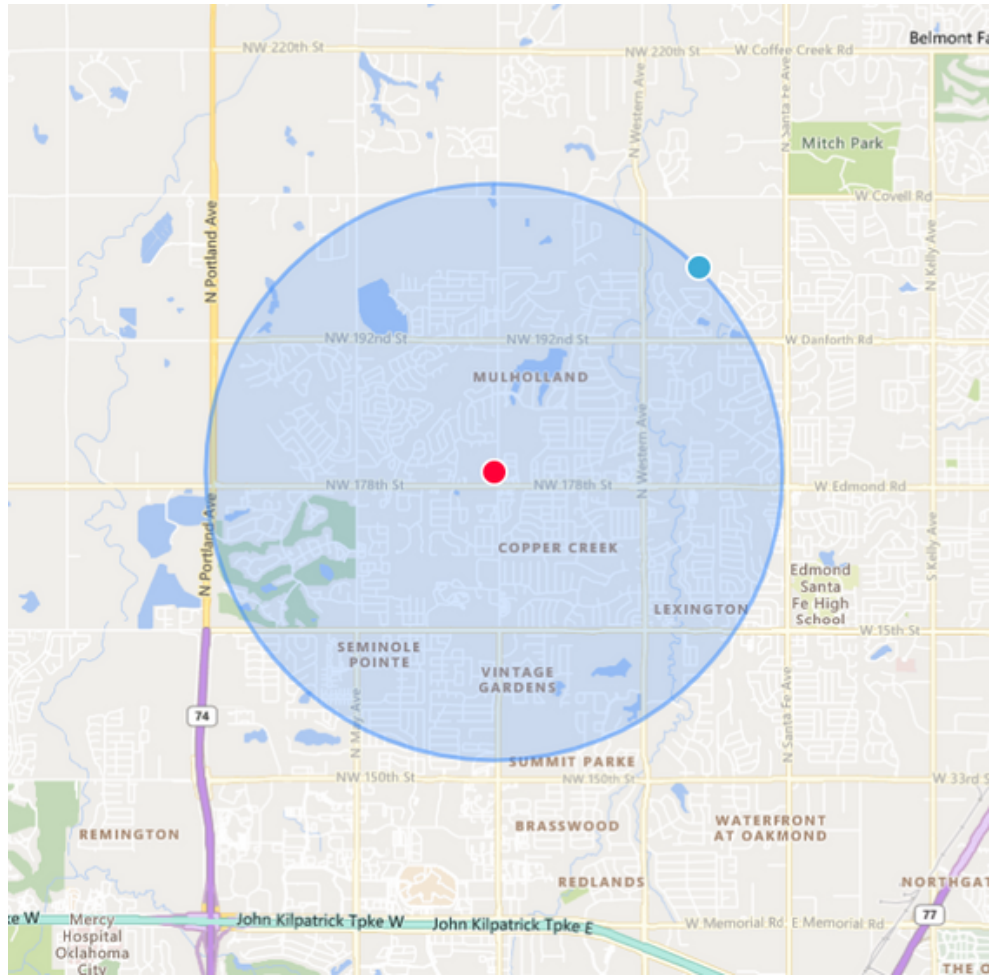 NW 220th St
NW 220th St
W Coffee Creek Rd
Belmont Fa
N Western Ave
N Santa Fe Ave
Mitch Park
W Covell Rd
N Portland Ave
N Kelly Ave
NW 192nd St
NW 192nd St
W Danforth Rd
MULHOLLAND
N Western Ave
NW 178th St
NW 178th St
W Edmond Rd
N Portland Ave
COPPER CREEK
S Kelly Ave
Edmond
Santa
Fe High
School
LEXINGTON
W 15th St
SEMINOLE
POINTE
VINTAGE
GARDENS
74
N May Ave
N Santa Fe Ave
SUMMIT PARKE
NW 150th St
NW 150th St
W 33rd S
REMINGTON
BRASSWOOD
WATERFRONT
AT OAKMOND
REDLANDS
NORTHGAT
ke W
Mercy
Hospital
Oklahoma
City
John Kilpatrick Tpke W
John Kilpatrick Tpke E
W Memorial Rd
E Memorial Rd
77
THE O